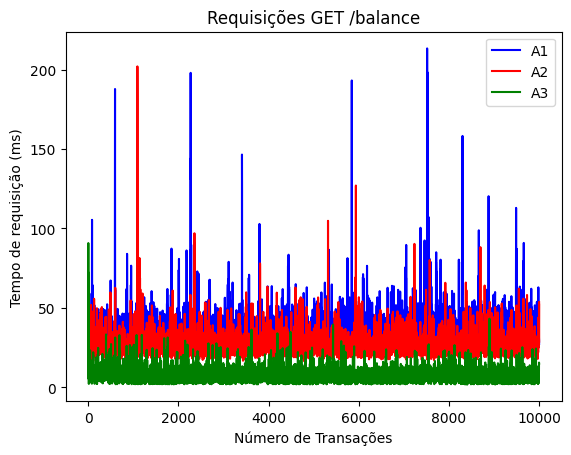 Requisições GET /balance
A1
A2
A3
200
150
100
50
0
Tempo de requisição (ms)
0
2000
4000
6000
8000
10000
Número de Transações